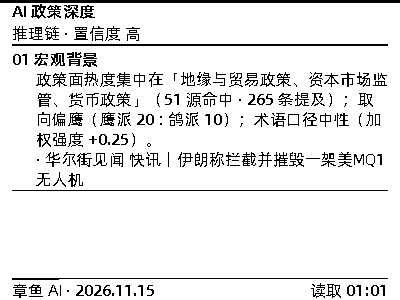 AI 政策深度
推理链 · 置信度 高
01 宏观背景
政策面热度集中在「地缘与贸易政策、资本市场监
管、货币政策」（51 源命中 · 265 条提及）；取
向偏鹰（鹰派 20 : 鸽派 10）；术语口径中性（加
权强度 +0.25）。
· 华尔街见闻 快讯｜伊朗称拦截并摧毁一架美MQ1
无人机
章鱼 AI · 2026.11.15
读取 01:01